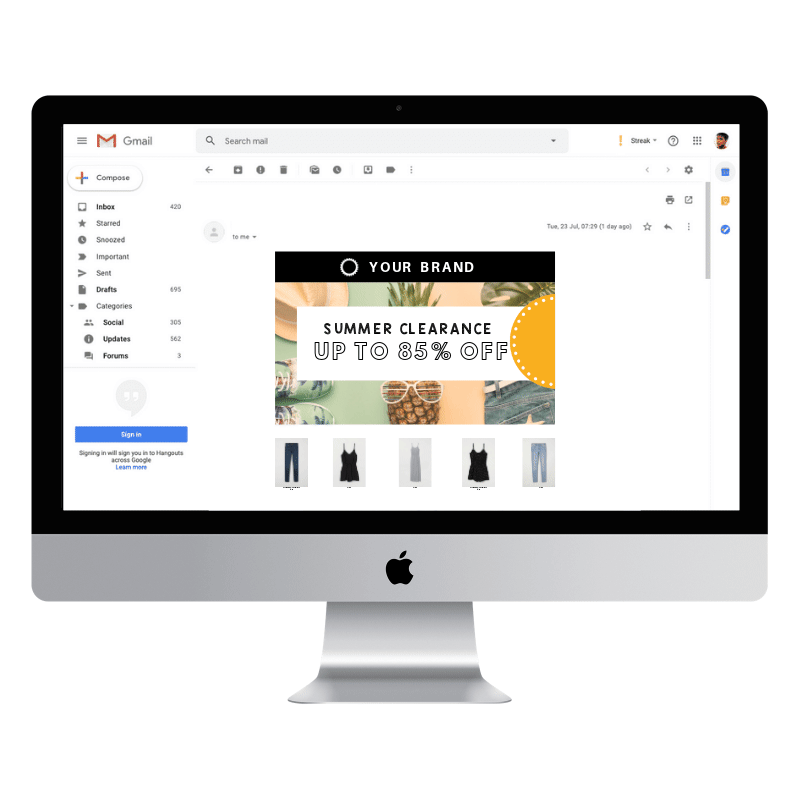 Gmail
Search mail
Streak
Compose
Inbox 420
Starred
Snoozed
Important
Sent
Drafts 695
Categories
Social 305
Updates 562
Forums 3
Sign in
Signing in will sign you in to Hangouts
across Google
Learn more
to me
Tue, 23 Jul, 07:29 (1 day ago)
YOUR BRAND
SUMMER CLEARANCE
UP TO 85% OFF